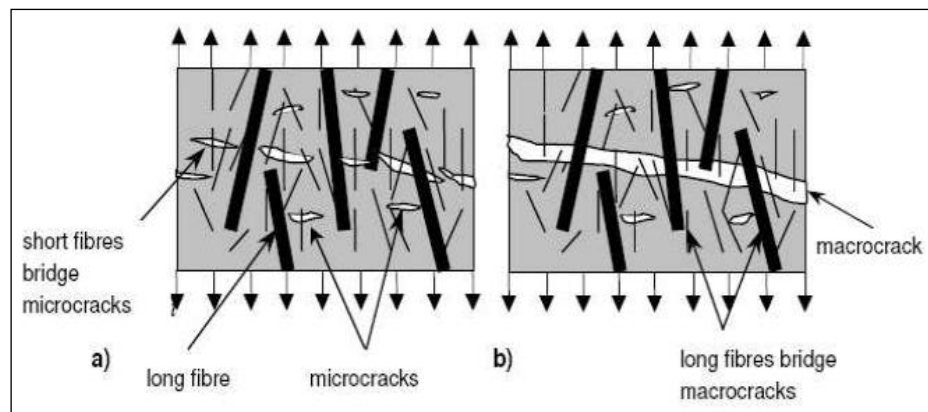 short fibres
bridge
microcracks
a)
long fibre
microcracks
b)
long fibres bridge
macrocracks
macrocrack